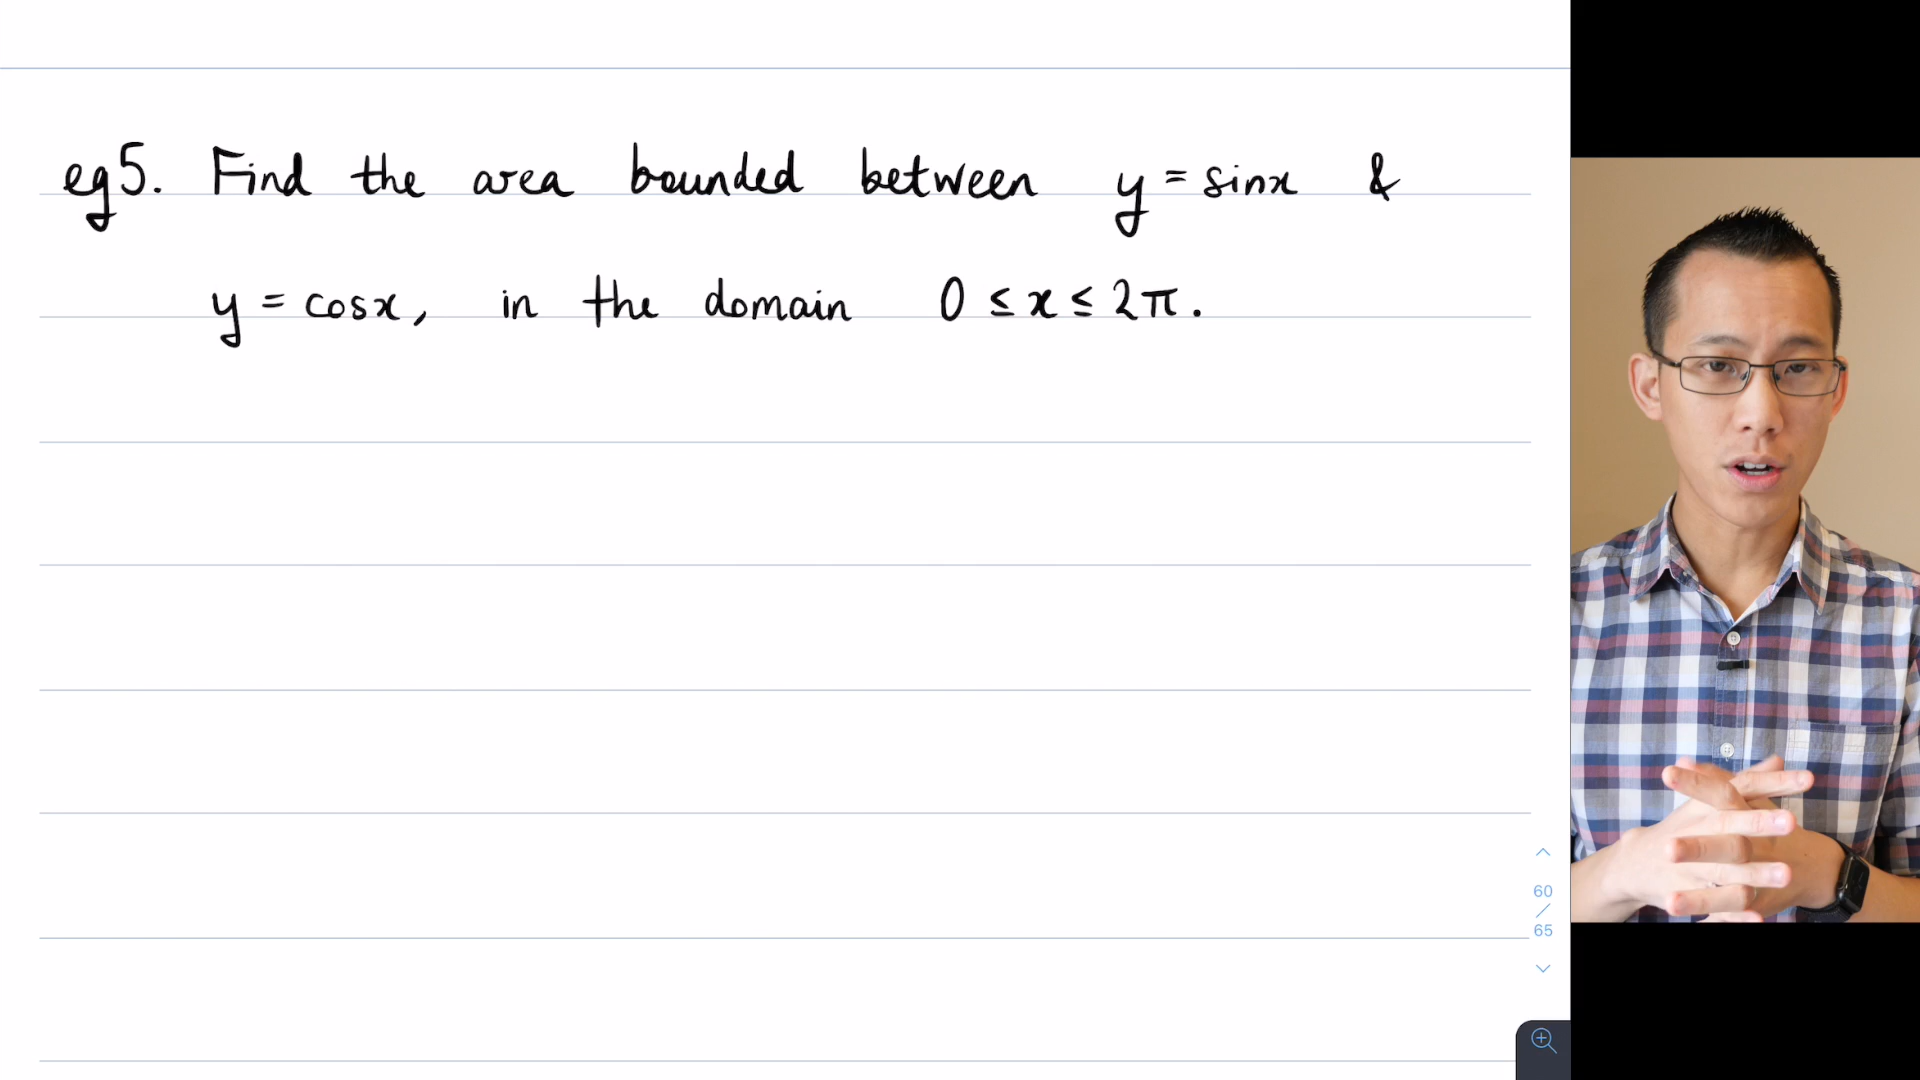 eg5. Find the area bounded between y = sinx &
y = cosx, in the domain 0 ≤ x ≤ 2π.
60
/
65